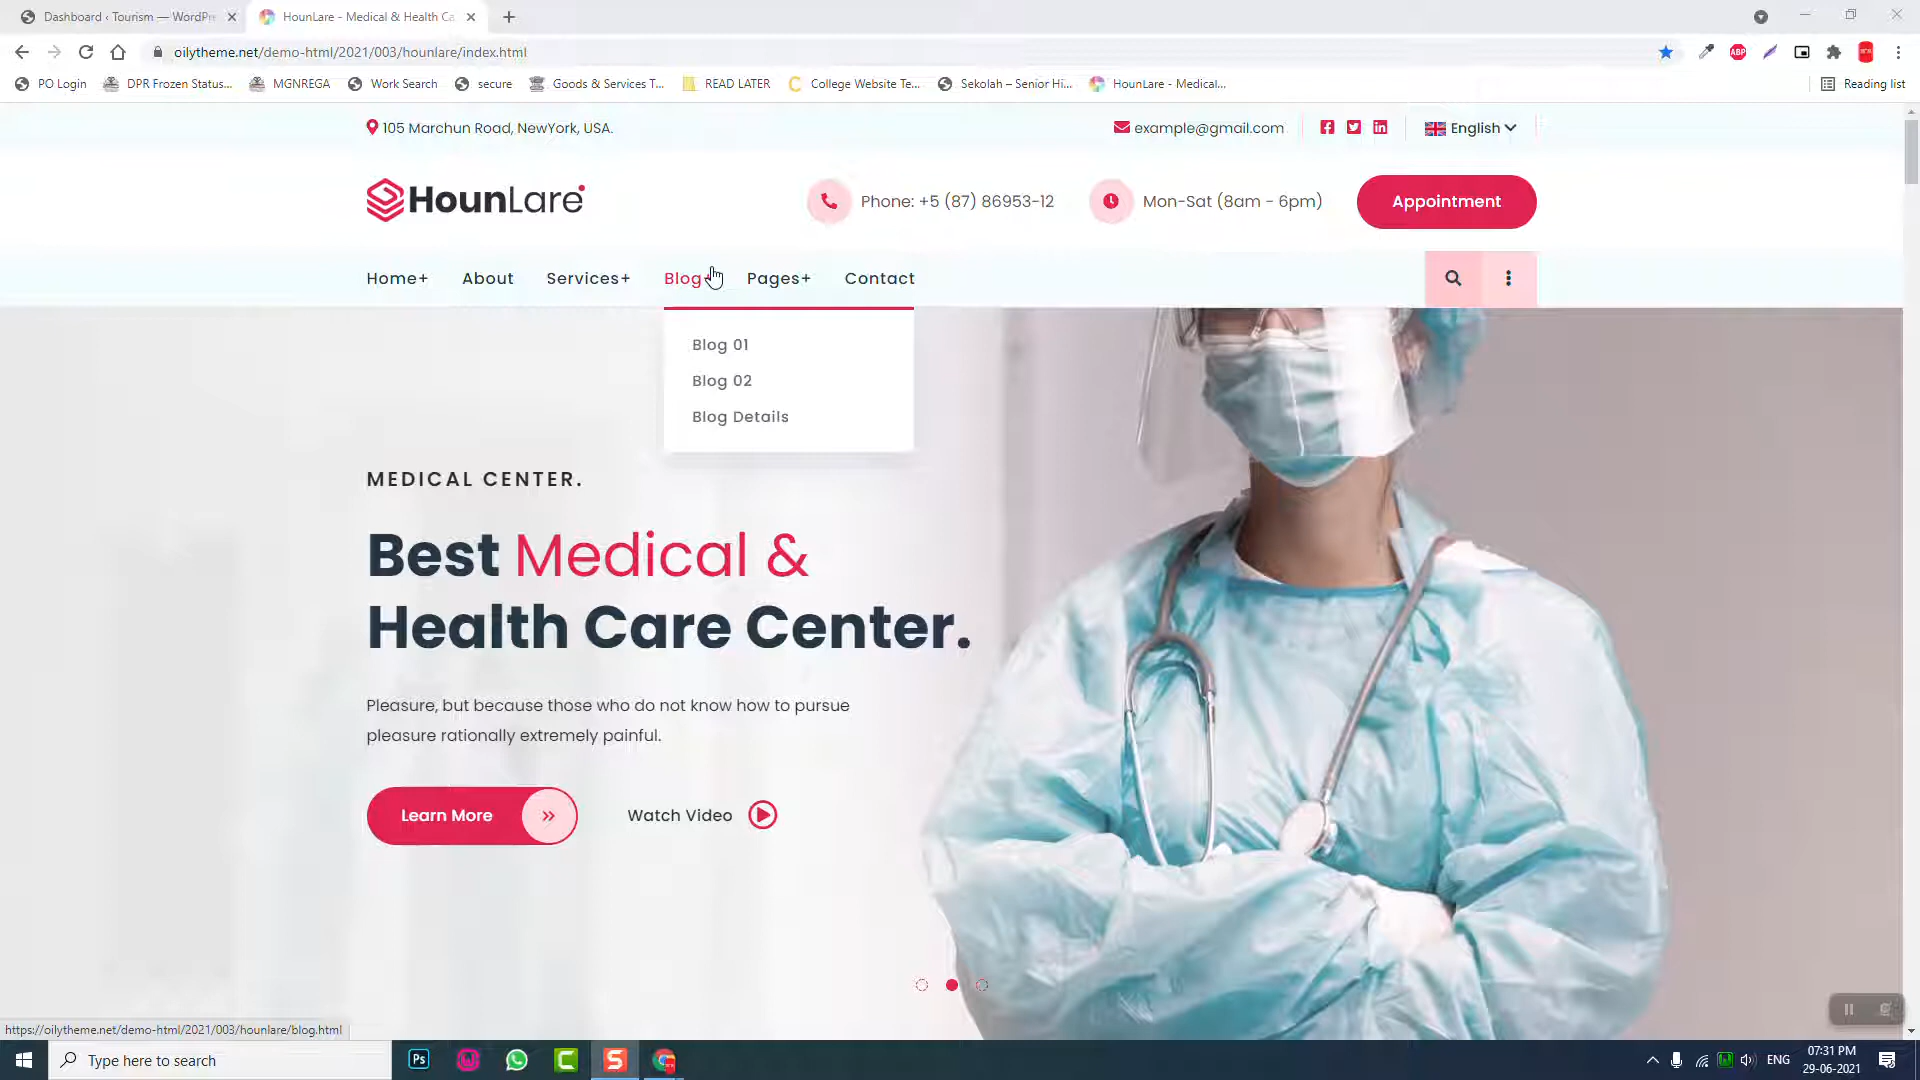 Dashboard ‹ Tourism — WordPre
HounLare - Medical & Health Ca
oilytheme.net/demo-html/2021/003/hounlare/index.html
ABP
PO Login
DPR Frozen Status...
MGNREGA
Work Search
secure
Goods & Services T...
READ LATER
College Website Te...
Sekolah – Senior Hi...
HounLare - Medical...
Reading list
105 Marchun Road, NewYork, USA.
example@gmail.com
English
HounLare
Phone: +5 (87) 86953-12
Mon-Sat (8am - 6pm)
Appointment
Home+
About
Services+
Blog+
Pages+
Contact
Blog 01
Blog 02
Blog Details
MEDICAL CENTER.
Best Medical &
Health Care Center.
Pleasure, but because those who do not know how to pursue
pleasure rationally extremely painful.
Learn More
Watch Video
https://oilytheme.net/demo-html/2021/003/hounlare/blog.html
Type here to search
Ps
ENG
07:31 PM
29-06-2021